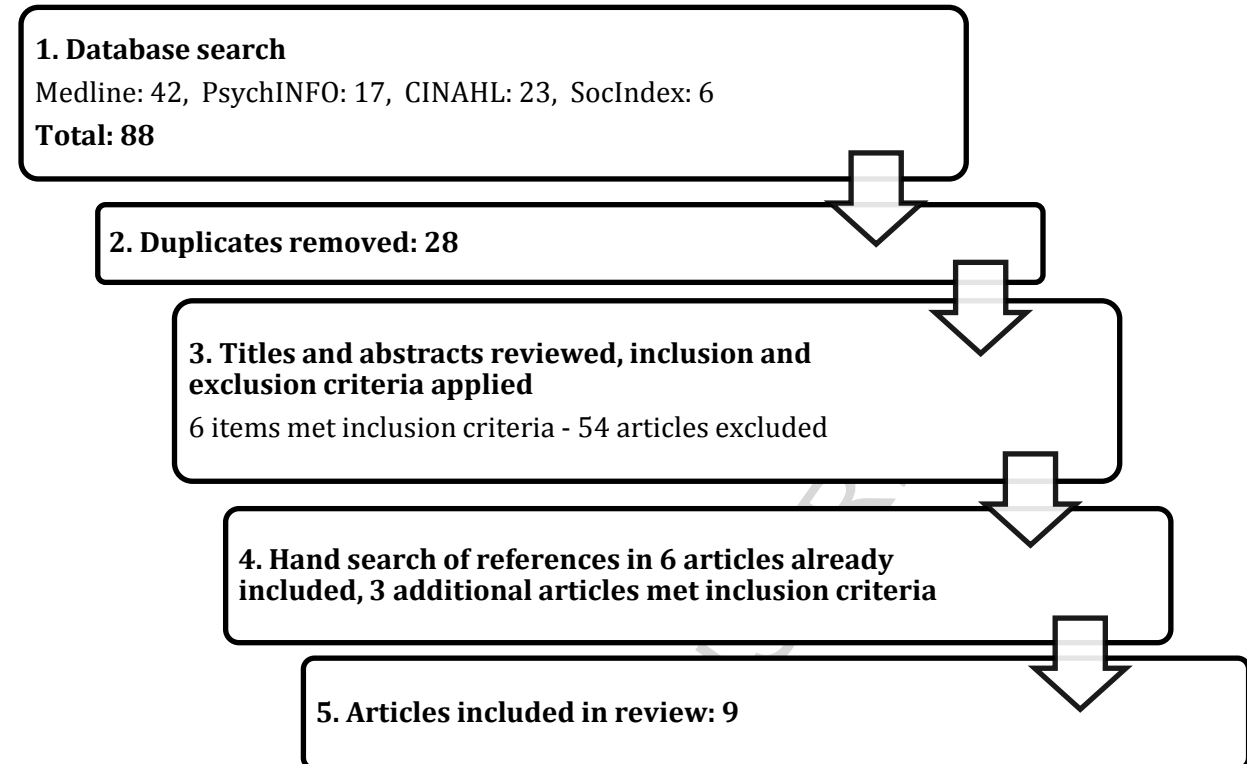 1. Database search
Medline: 42, PsychINFO: 17, CINAHL: 23, SocIndex: 6
Total: 88
2. Duplicates removed: 28
3. Titles and abstracts reviewed, inclusion and
exclusion criteria applied
6 items met inclusion criteria - 54 articles excluded
4. Hand search of references in 6 articles already
included, 3 additional articles met inclusion criteria
5. Articles included in review: 9